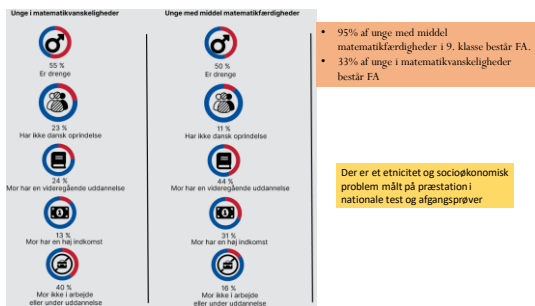 Unge i matematikvanskeligheder
55 %
Er drenge
23 %
Har ikke dansk oprindelse
24 %
Mor har en videregående uddannelse
13 %
Mor har en høj indkomst
40 %
Mor ikke i arbejde
eller under uddannelse
Unge med middel matematikfærdigheder
50 %
Er drenge
11 %
Har ikke dansk oprindelse
44 %
Mor har en videregående uddannelse
31 %
Mor har en høj indkomst
16 %
Mor ikke i arbejde
eller under uddannelse
• 95% af unge med middel
matematikfærdigheder i 9. klasse består FA.
• 33% af unge i matematikvanskeligheder
består FA
Der er et etnicitet og socioøkonomisk
problem målt på præstation i
nationale test og afgangsprøver